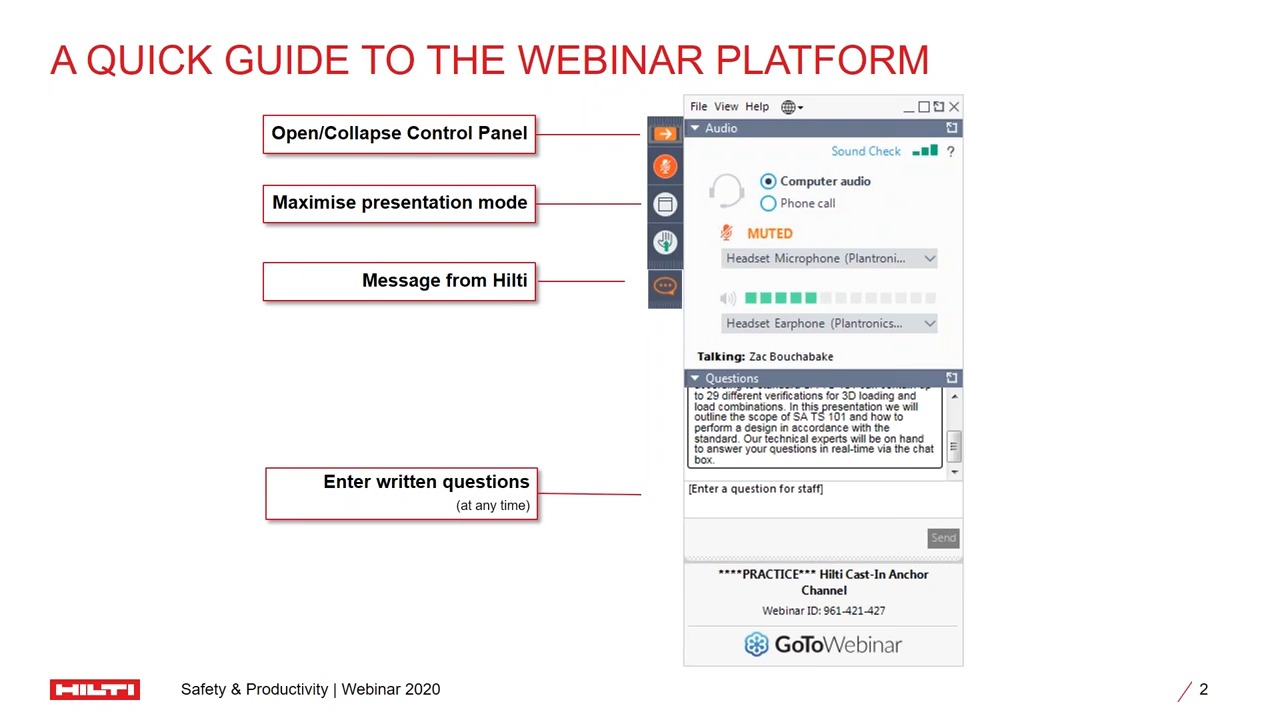 A QUICK GUIDE TO THE WEBINAR PLATFORM
Open/Collapse Control Panel
Maximise presentation mode
Message from Hilti
Enter written questions
(at any time)
File View Help
Audio
Sound Check ?
Computer audio
Phone call
MUTED
Headset Microphone (Plantroni...
Headset Earphone (Plantronics...
Talking: Zac Bouchabake
Questions
to 29 different verifications for 3D loading and
load combinations. In this presentation we will
outline the scope of SA TS 101 and how to
perform a design in accordance with the
standard. Our technical experts will be on hand
to answer your questions in real-time via the chat
box.
[Enter a question for staff]
Send
****PRACTICE*** Hilti Cast-In Anchor
Channel
Webinar ID: 961-421-427
GoToWebinar
HILTI
Safety & Productivity | Webinar 2020
2